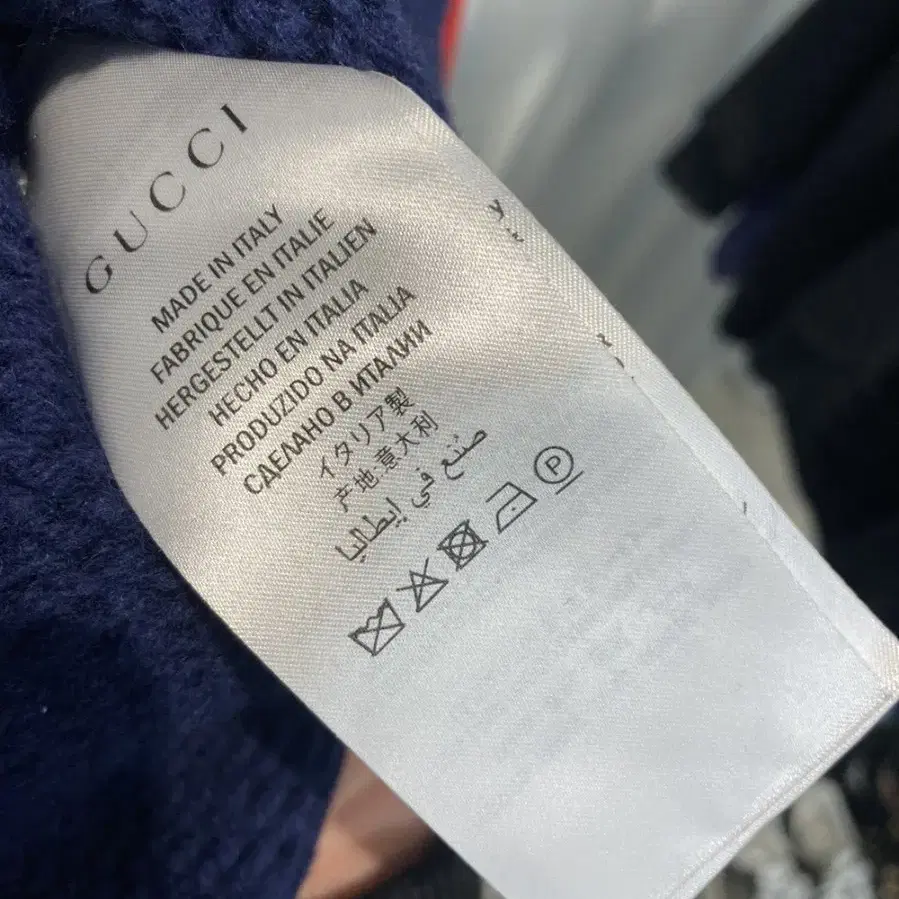 GUCCI
MADE IN ITALY
FABRIQUE EN ITALIE
HERGESTELLT IN ITALIEN
HECHO EN ITALIA
PRODUZIDO NA ITALIA
СДЕЛАНО В ИТАЛИИ
イタリア製
产地:意大利
صنع في إيطاليا
P